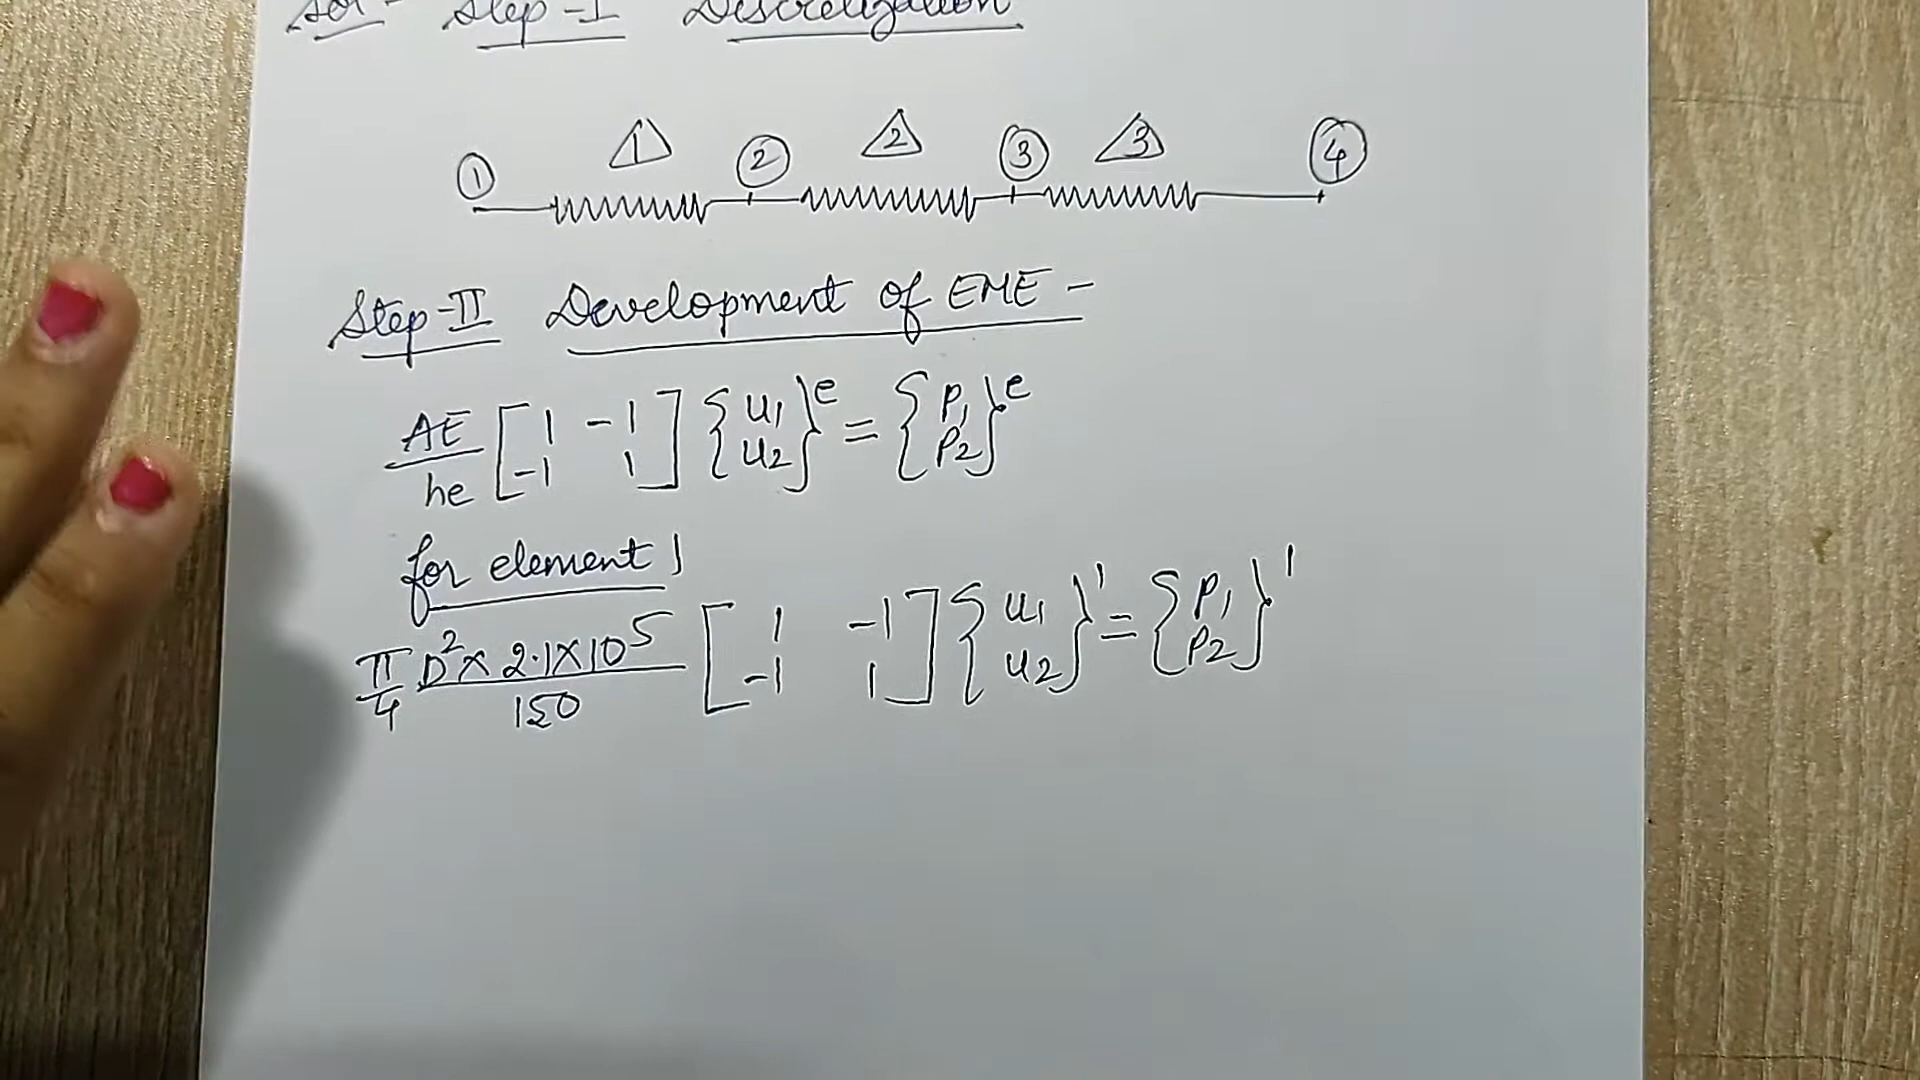 Sol - Step-I Discretization
1 1 2 2 3 3 4
Step-II Development of EME -
AE/he [1 -1; -1 1] {u1; u2}^e = {P1; P2}^e
for element 1
π/4 D² × 2.1×10^5 / 150 [1 -1; -1 1] {u1; u2}^1 = {P1; P2}^1